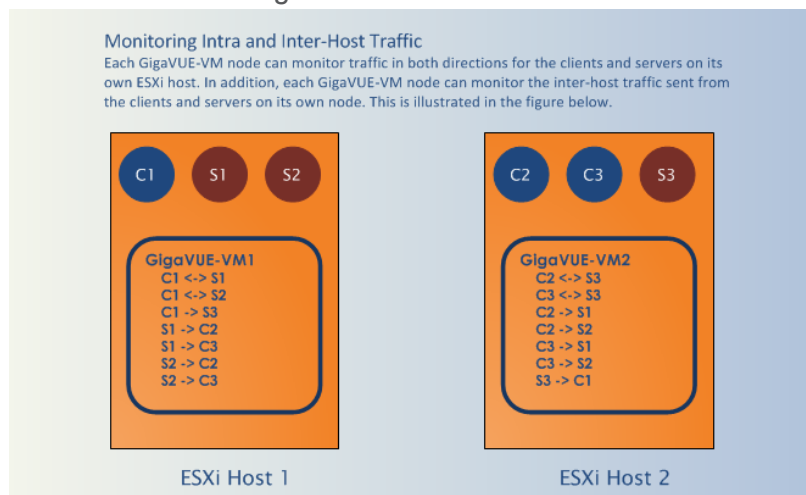 Monitoring Intra and Inter-Host Traffic
Each GigaVUE-VM node can monitor traffic in both directions for the clients and servers on its
own ESXi host. In addition, each GigaVUE-VM node can monitor the inter-host traffic sent from
the clients and servers on its own node. This is illustrated in the figure below.
C1 S1 S2
GigaVUE-VM1
C1 <-> S1
C1 <-> S2
C1 -> S3
S1 -> C2
S1 -> C3
S2 -> C2
S2 -> C3
ESXi Host 1
C2 C3 S3
GigaVUE-VM2
C2 <-> S3
C3 <-> S3
C2 -> S1
C2 -> S2
C3 -> S1
C3 -> S2
S3 -> C1
ESXi Host 2